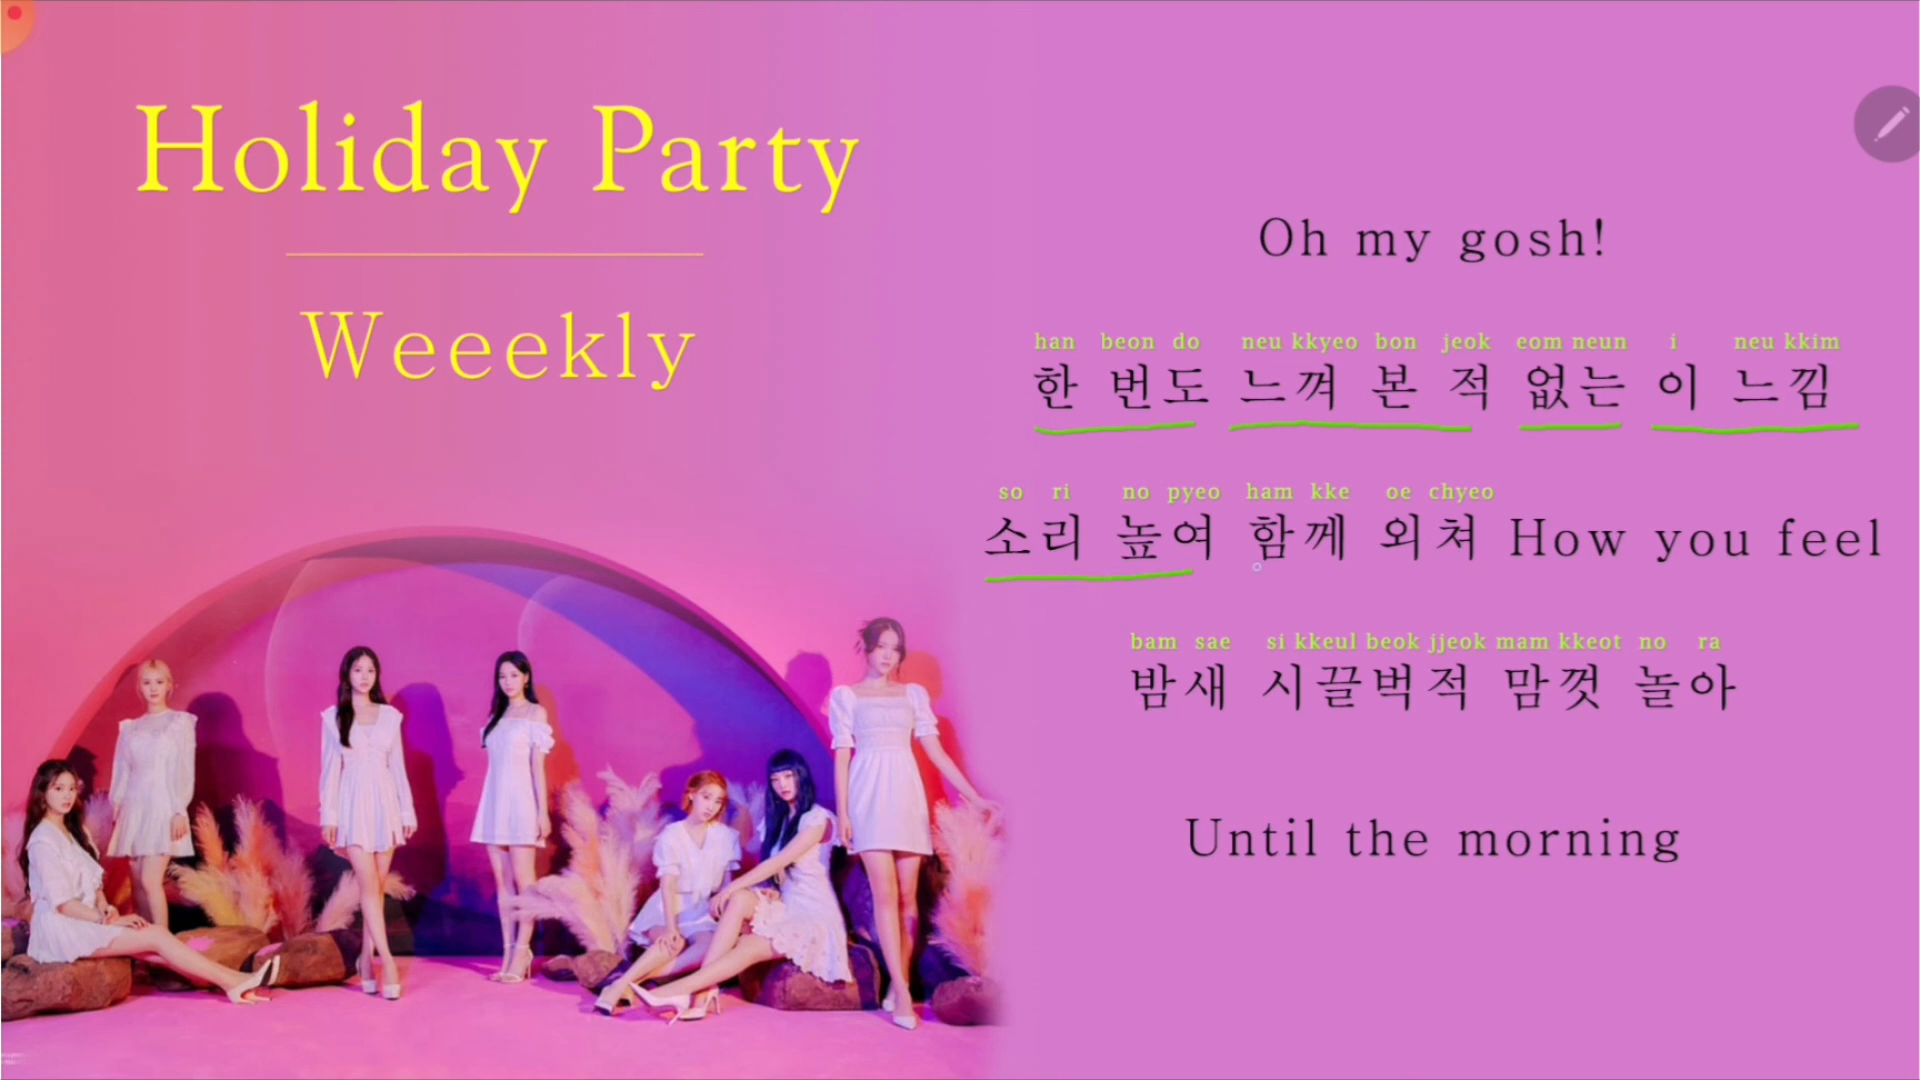 Holiday Party
Weeekly
Oh my gosh!
han beon do neu kkyeo bon jeok eom neun i neu kkim
한 번도 느껴 본 적 없는 이 느낌
so ri no pyeo ham kke oe chyeo
소리 높여 함께 외쳐 How you feel
bam sae si kkeul beok jjeok mam kkeot no ra
밤새 시끌벅적 맘껏 놀아
Until the morning